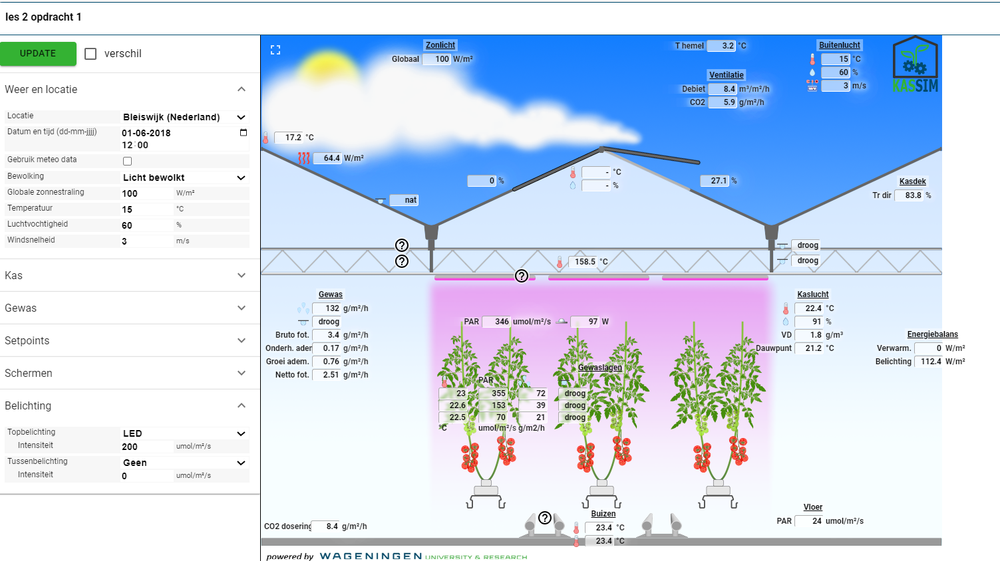 les 2 opdracht 1
UPDATE
verschil
Weer en locatie
Locatie Bleiswijk (Nederland)
Datum en tijd (dd-mm-jjjj) 01-06-2018
12:00
Gebruik meteo data
Bewolking Licht bewolkt
Globale zonnestraling 100 W/m²
Temperatuur 15 °C
Luchtvochtigheid 60 %
Windsnelheid 3 m/s
Kas
Gewas
Setpoints
Schermen
Belichting
Topbelichting LED
Intensiteit 200 umol/m²/s
Tussenbelichting Geen
Intensiteit 0 umol/m²/s
Zonlicht
Globaal 100 W/m²
T hemel 3.2 °C
Ventilatie
Debiet 8.4 m³/m²/h
CO2 5.9 g/m²/h
Buitenlucht
15 °C
60 %
3 m/s
KASSIM
17.2 °C
64.4 W/m²
0 %
- °C
- %
27.1 %
nat
Kasdek
Tr dir 83.8 %
?
?
158.5 °C
droog
droog
?
Gewas
132 g/m²/h
droog
Bruto fot. 3.4 g/m²/h
Onderh. adem 0.17 g/m²/h
Groei adem. 0.76 g/m²/h
Netto fot. 2.51 g/m²/h
PAR 346 umol/m²/s 97 W
Kaslucht
22.4 °C
91 %
VD 1.8 g/m³
Dauwpunt 21.2 °C
Energiebalans
Verwarm. 0 W/m²
Belichting 112.4 W/m²
Gewaslagen
PAR
23 355 72 droog
22.6 153 39 droog
22.5 70 21 droog
°C umol/m²/s g/m2/h
CO2 dosering 8.4 g/m²/h
?
Buizen
23.4 °C
23.4 °C
Vloer
PAR 24 umol/m²/s
powered by WAGENINGEN UNIVERSITY & RESEARCH